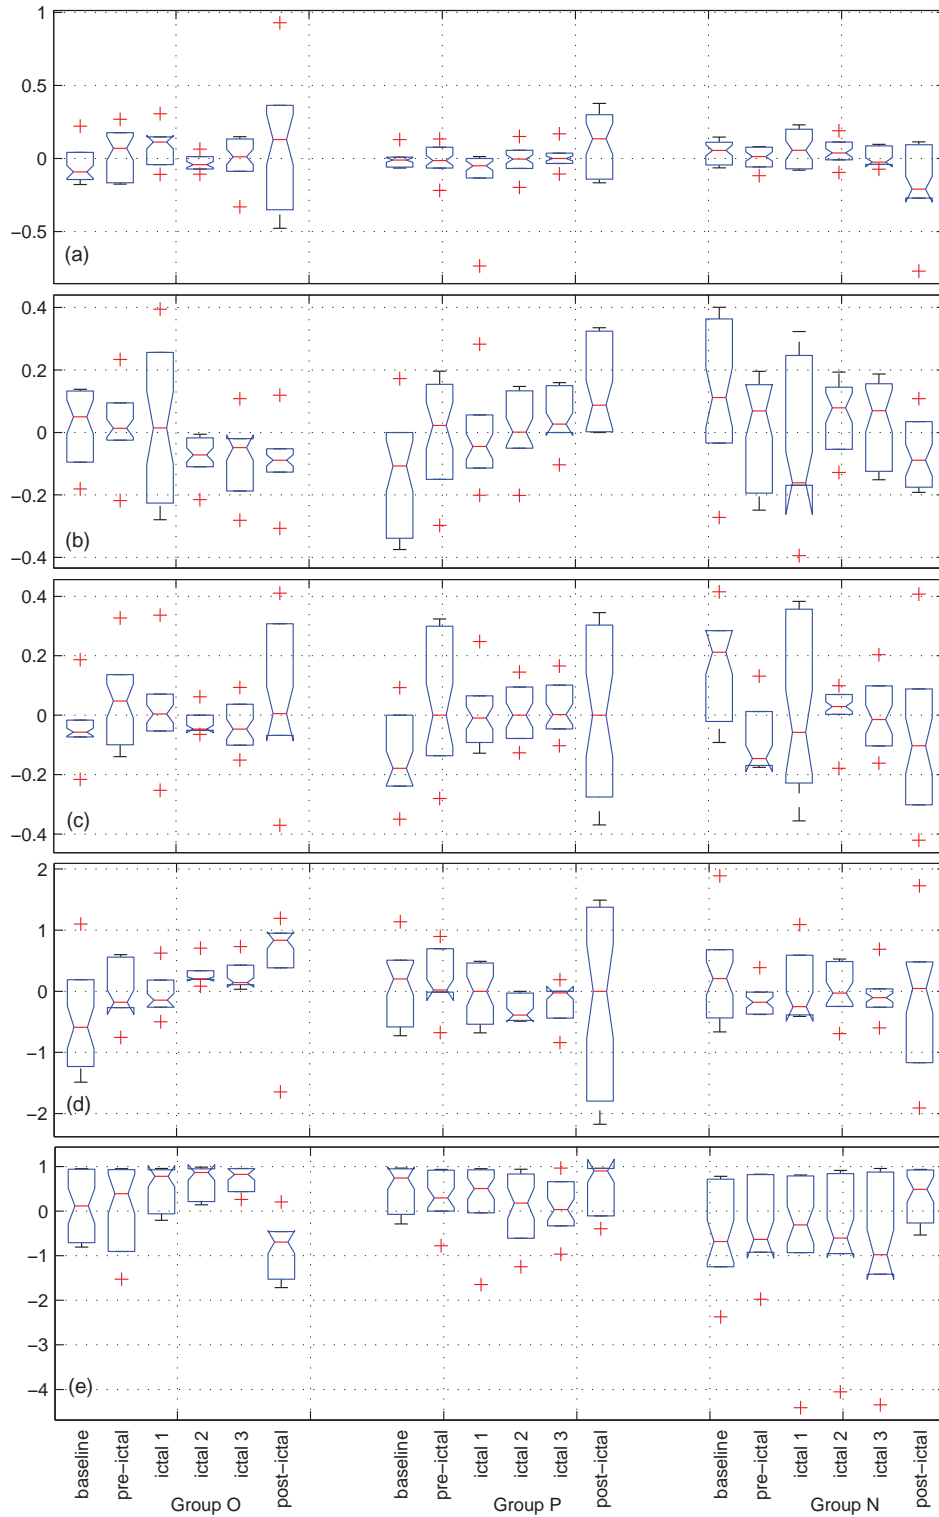 1
0.5
0
−0.5
(a)
0.4
0.2
0
−0.2
−0.4
(b)
0.4
0.2
0
−0.2
−0.4
(c)
2
1
0
−1
−2
(d)
1
0
−1
−2
−3
−4
(e)
baseline
pre−ictal
ictal 1
ictal 2
ictal 3
post−ictal
baseline
pre−ictal
ictal 1
ictal 2
ictal 3
post−ictal
baseline
pre−ictal
ictal 1
ictal 2
ictal 3
post−ictal
Group O
Group P
Group N